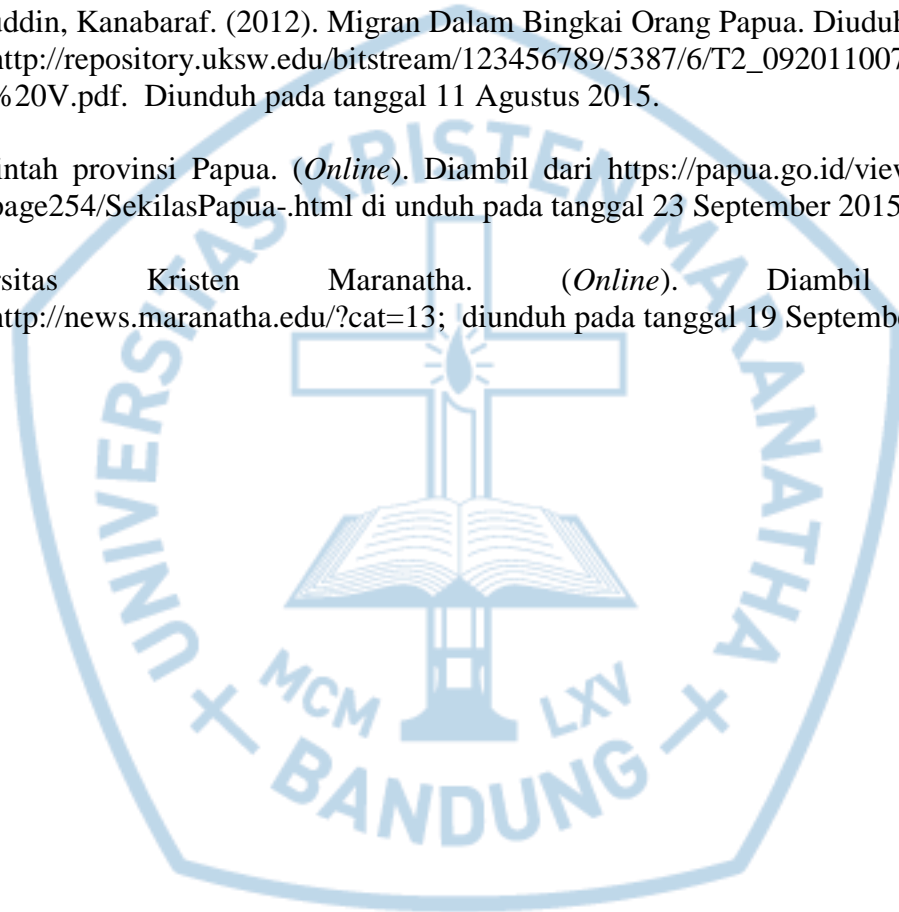 uddin, Kanabaraf. (2012). Migran Dalam Bingkai Orang Papua. Diuduh
http://repository.uksw.edu/bitstream/123456789/5387/6/T2_092011007
%20V.pdf. Diunduh pada tanggal 11 Agustus 2015.
intah provinsi Papua. (Online). Diambil dari https://papua.go.id/view
page254/SekilasPapua-.html di unduh pada tanggal 23 September 2015
rsitas Kristen Maranatha. (Online). Diambil
http://news.maranatha.edu/?cat=13; diunduh pada tanggal 19 Septembe
UNIVERSITAS KRISTEN MARANATHA
MCM LXV
BANDUNG